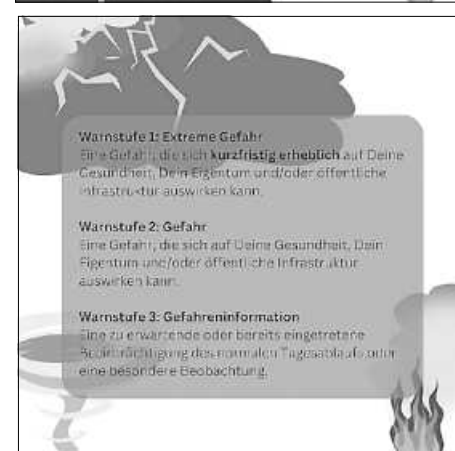 Warnstufe 1: Extreme Gefahr
Eine Gefahr, die sich kurzfristig erheblich auf Deine
Gesundheit, Dein Eigentum und/oder öffentliche
Infrastruktur auswirken kann.
Warnstufe 2: Gefahr
Eine Gefahr, die sich auf Deine Gesundheit, Dein
Eigentum und/oder öffentliche Infrastruktur
auswirken kann.
Warnstufe 3: Gefahreninformation
Eine zu erwartende oder bereits eingetretene
Beeinträchtigung des normalen Tagesablaufs oder
eine besondere Beobachtung.